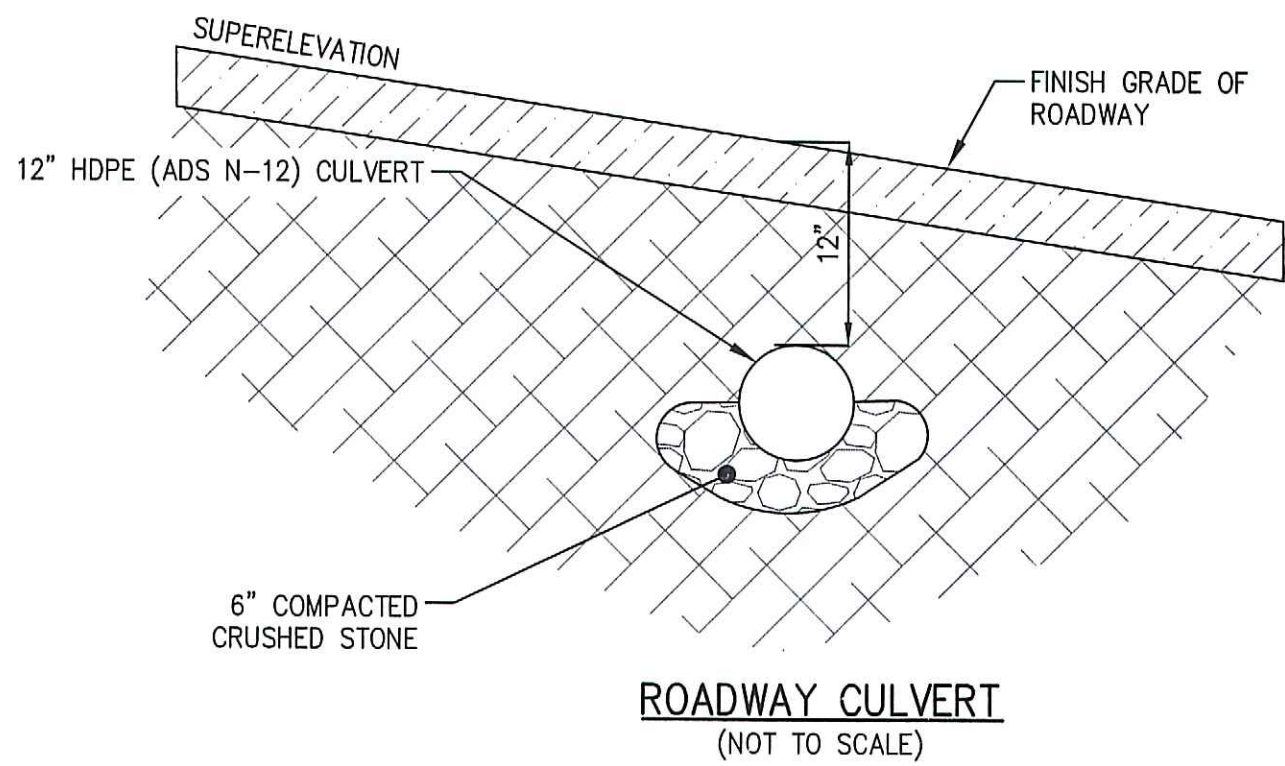 SUPERELEVATION
FINISH GRADE OF
ROADWAY
12" HDPE (ADS N-12) CULVERT
12"
6" COMPACTED
CRUSHED STONE
ROADWAY CULVERT
(NOT TO SCALE)